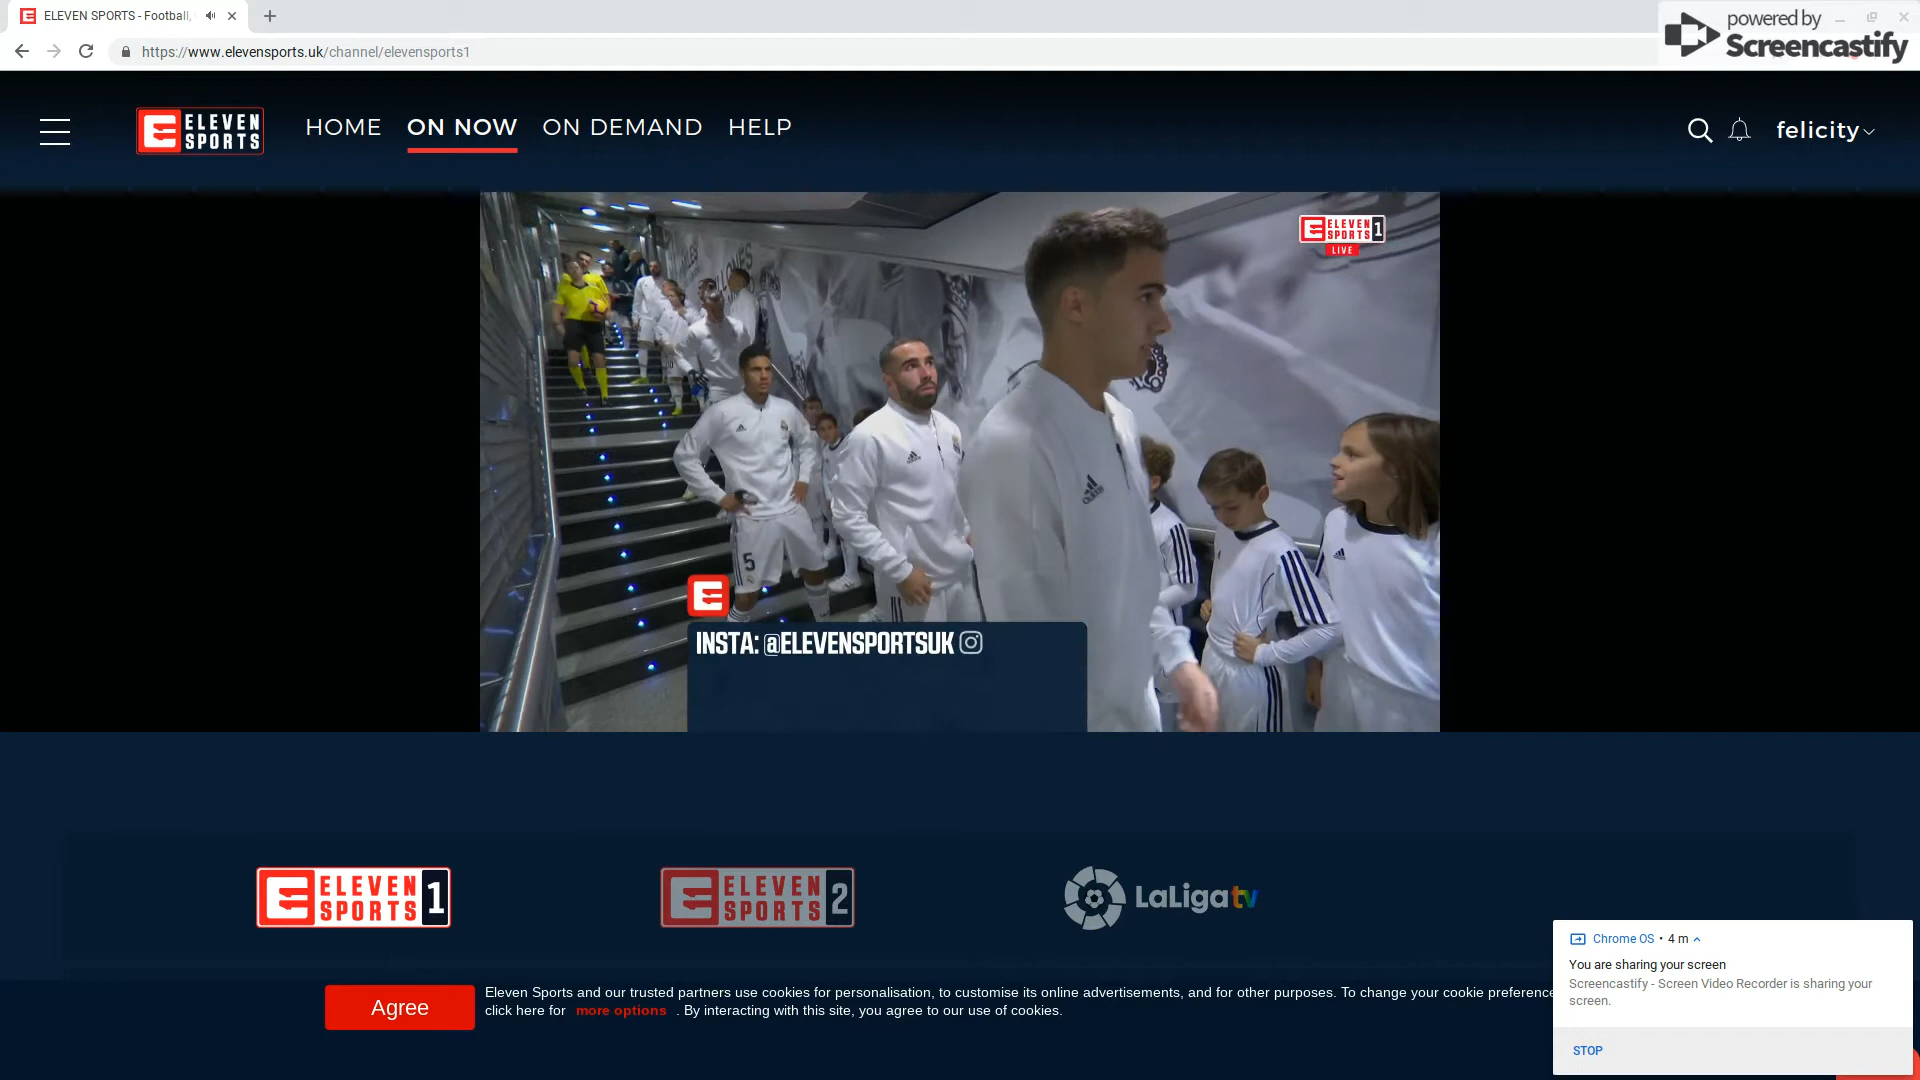 ELEVEN SPORTS - Football,
powered by
Screencastify
https://www.elevensports.uk/channel/elevensports1
ELEVEN
SPORTS
HOME
ON NOW
ON DEMAND
HELP
felicity
ELEVEN
SPORTS
1
LIVE
5
INSTA: @ELEVENSPORTSUK
ELEVEN
SPORTS
1
ELEVEN
SPORTS
2
LaLigatv
Chrome OS • 4 m
You are sharing your screen
Screencastify - Screen Video Recorder is sharing your
screen.
STOP
Agree
Eleven Sports and our trusted partners use cookies for personalisation, to customise its online advertisements, and for other purposes. To change your cookie preference
click here for more options . By interacting with this site, you agree to our use of cookies.